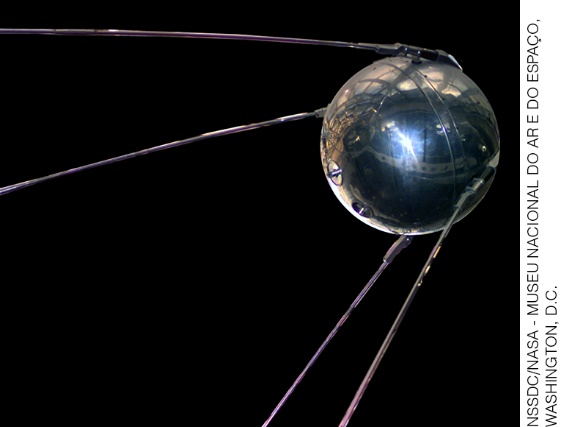 NSSDC/NASA - MUSEU NACIONAL DO AR E DO ESPAÇO,
WASHINGTON, D.C.